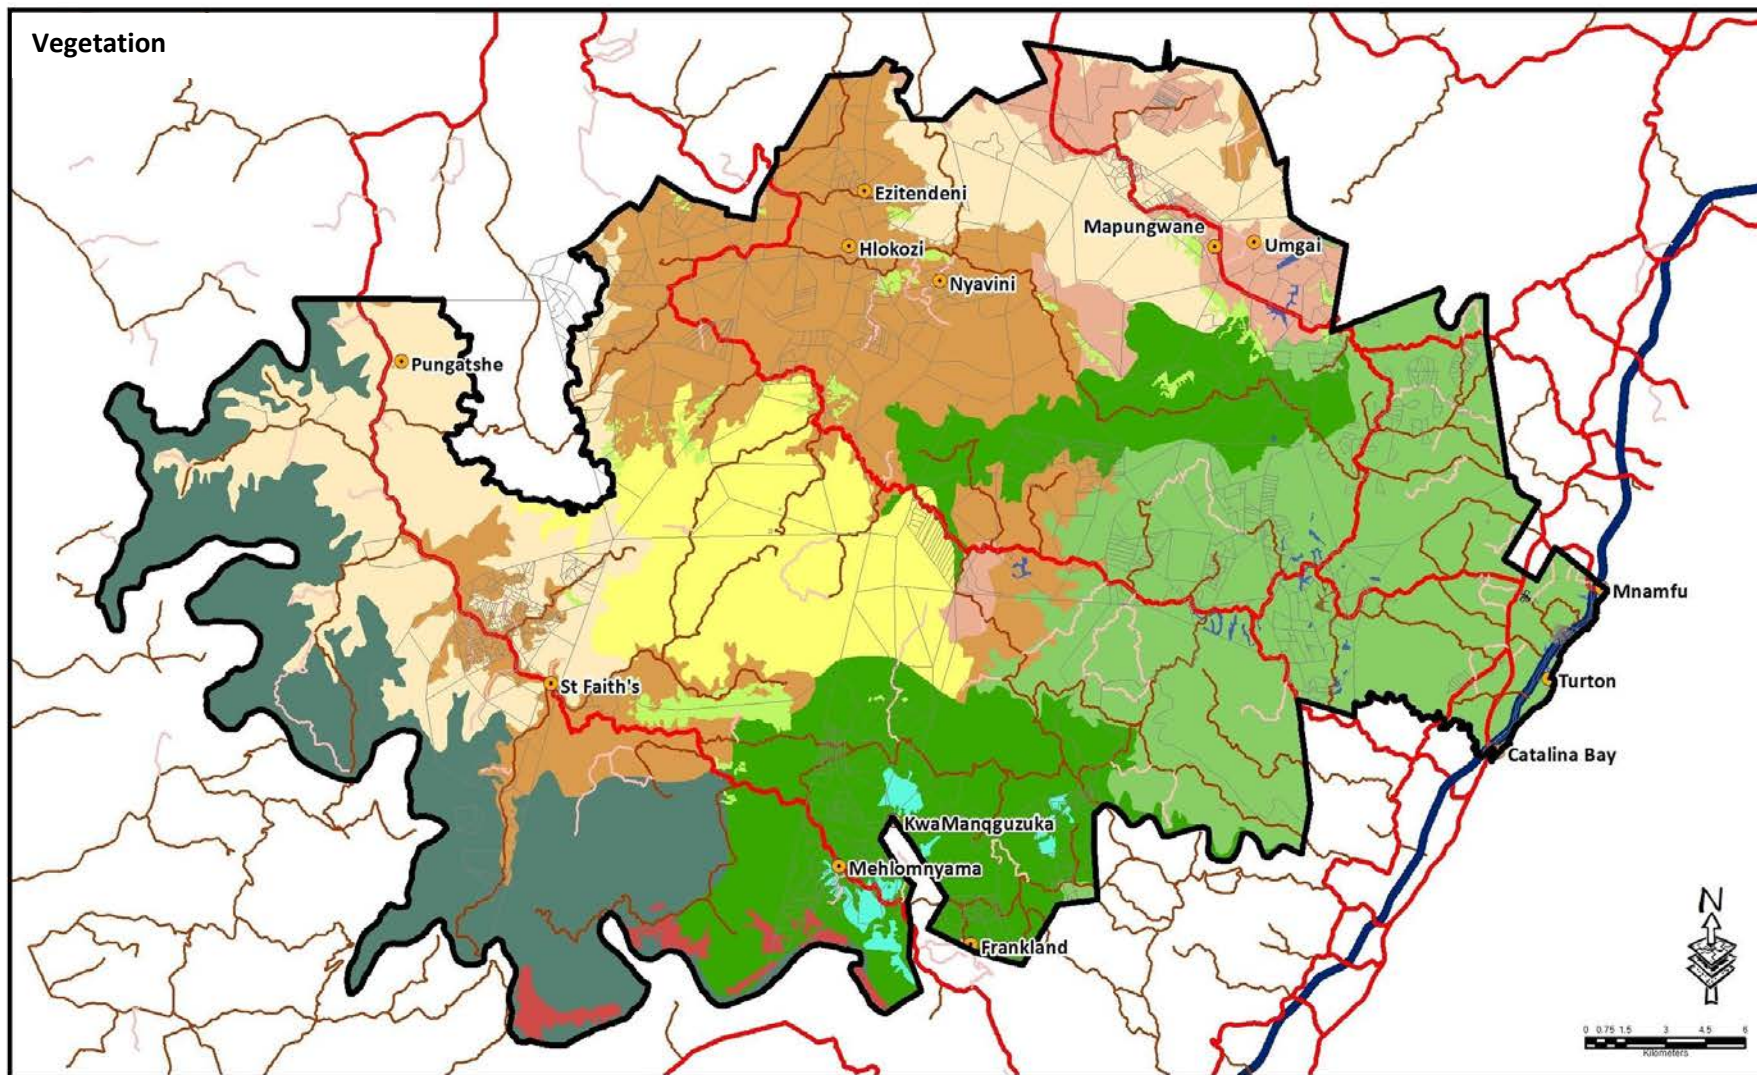 Vegetation
Ezitendeni
Mapungwane
Umgai
Hlokozi
Nyavini
Pungatshe
Mnamfu
St Faith's
Turton
Catalina Bay
KwaManqguzuka
Mehlomnyama
Frankland
N
0 0.75 1.5 3 4.5 6
Kilometers